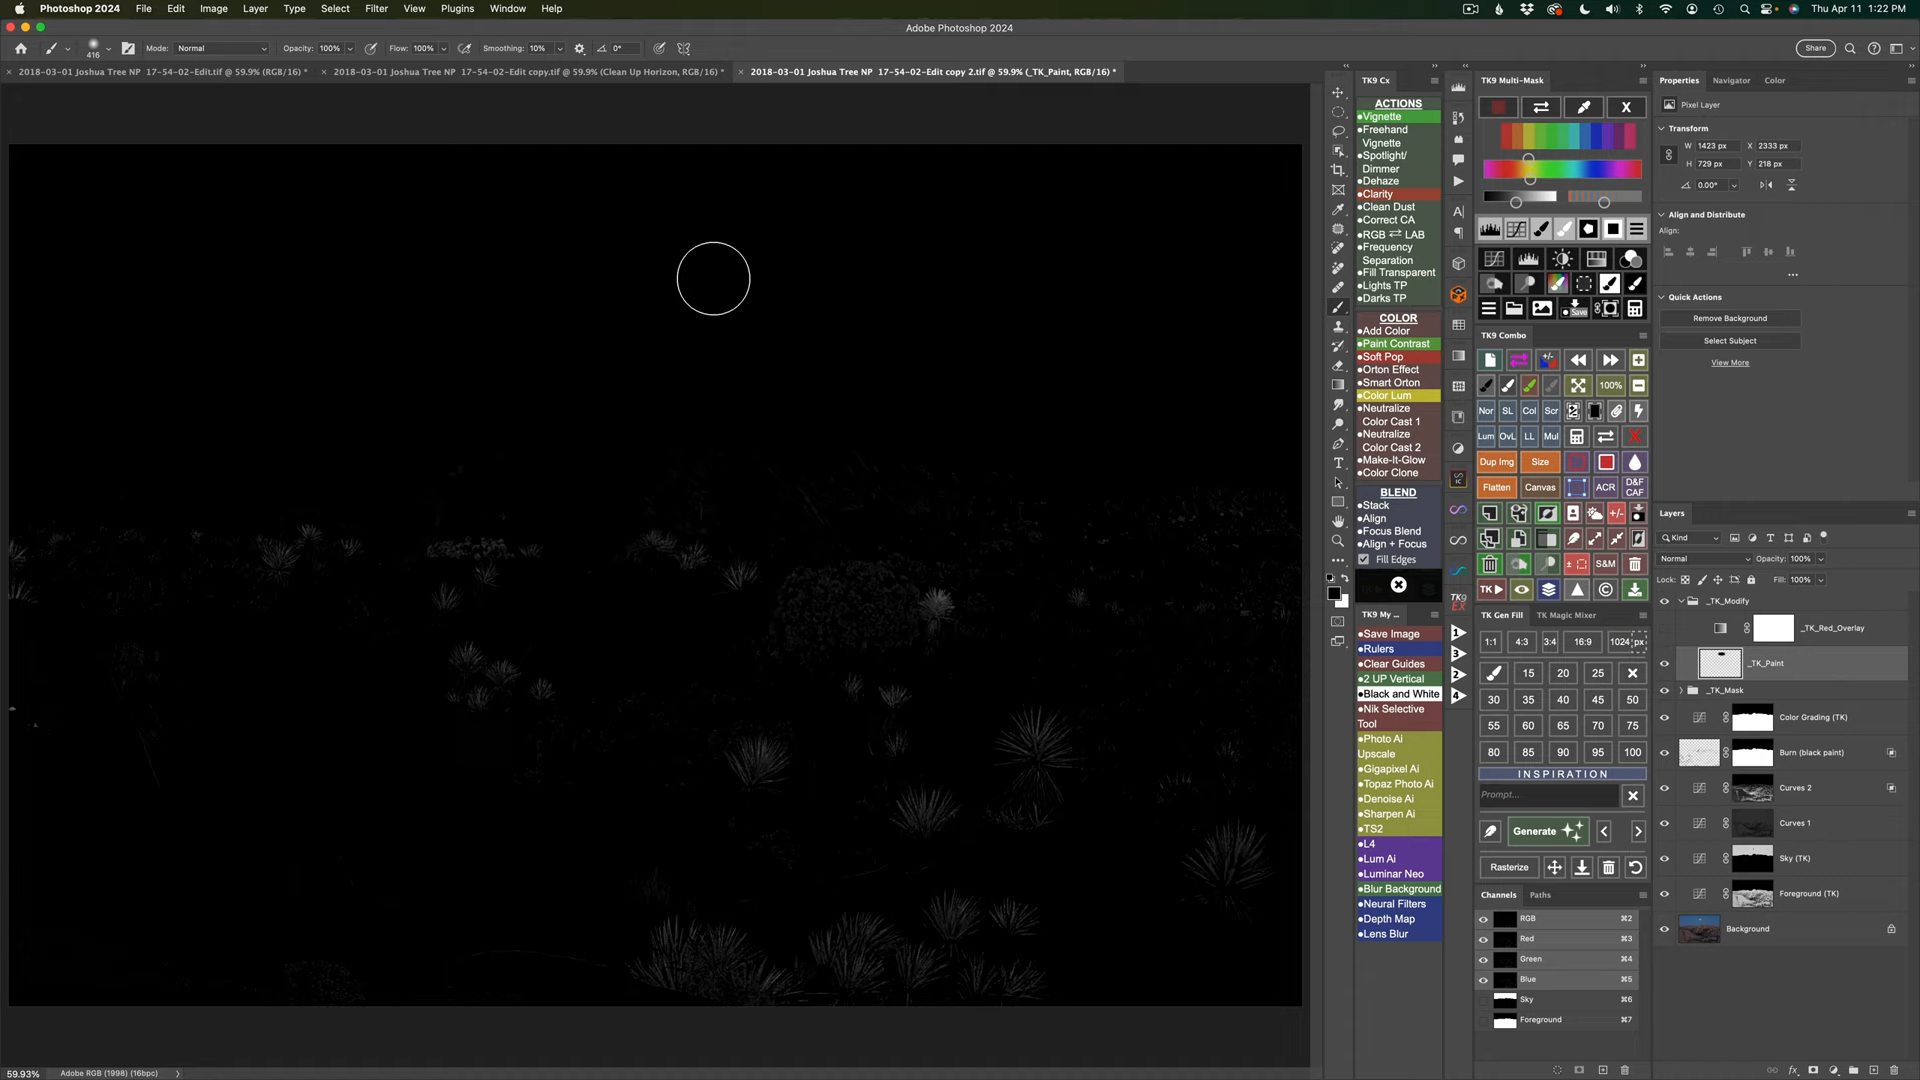 Photoshop 2024 File Edit Image Layer Type Select Filter View Plugins Window Help
Thu Apr 11 1:22 PM
Adobe Photoshop 2024
416
Mode: Normal Opacity: 100% Flow: 100% Smoothing: 10% 0°
Share
2018-03-01 Joshua Tree NP 17-54-02-Edit.tif @ 59.9% (RGB/16) *
2018-03-01 Joshua Tree NP 17-54-02-Edit copy.tif @ 59.9% (Clean Up Horizon, RGB/16) *
2018-03-01 Joshua Tree NP 17-54-02-Edit copy 2.tif @ 59.9% (_TK_Paint, RGB/16) *
TK9 Cx
ACTIONS
●Vignette
●Freehand
Vignette
●Spotlight/
Dimmer
●Dehaze
●Clarity
●Clean Dust
●Correct CA
●RGB ⇄ LAB
●Frequency
Separation
●Fill Transparent
●Lights TP
●Darks TP
COLOR
●Add Color
●Paint Contrast
●Soft Pop
●Orton Effect
●Smart Orton
●Color Lum
●Neutralize
Color Cast 1
●Neutralize
Color Cast 2
●Make-It-Glow
●Color Clone
BLEND
●Stack
●Align
●Focus Blend
●Align + Focus
Fill Edges
TK9 My ...
●Save Image
●Rulers
●Clear Guides
●2 UP Vertical
●Black and White
●Nik Selective
Tool
●Photo Ai
Upscale
●Gigapixel Ai
●Topaz Photo Ai
●Denoise Ai
●Sharpen Ai
●TS2
●L4
●Lum Ai
●Luminar Neo
●Blur Background
●Neural Filters
●Depth Map
●Lens Blur
TK9
EX
1
3
2
4
TK9 Multi-Mask
X
Save
TK9 Combo
100%
Nor SL Col Scr
Lum OvL LL Mul
Dup Img Size
Flatten Canvas ACR D&F
CAF
S&M
TK▶
TK Gen Fill TK Magic Mixer
1:1 4:3 3:4 16:9 1024 px
15 20 25
30 35 40 45 50
55 60 65 70 75
80 85 90 95 100
INSPIRATION
Prompt...
Generate
Rasterize
Channels Paths
RGB ⌘2
Red ⌘3
Green ⌘4
Blue ⌘5
Sky ⌘6
Foreground ⌘7
Properties Navigator Color
Pixel Layer
Transform
W 1423 px X 2333 px
H 729 px Y 218 px
0.00°
Align and Distribute
Align:
Quick Actions
Remove Background
Select Subject
View More
Layers
Kind
Normal Opacity: 100%
Lock: Fill: 100%
_TK_Modify
_TK_Red_Overlay
_TK_Paint
_TK_Mask
Color Grading (TK)
Burn (black paint)
Curves 2
Curves 1
Sky (TK)
Foreground (TK)
Background
59.93% Adobe RGB (1998) (16bpc)